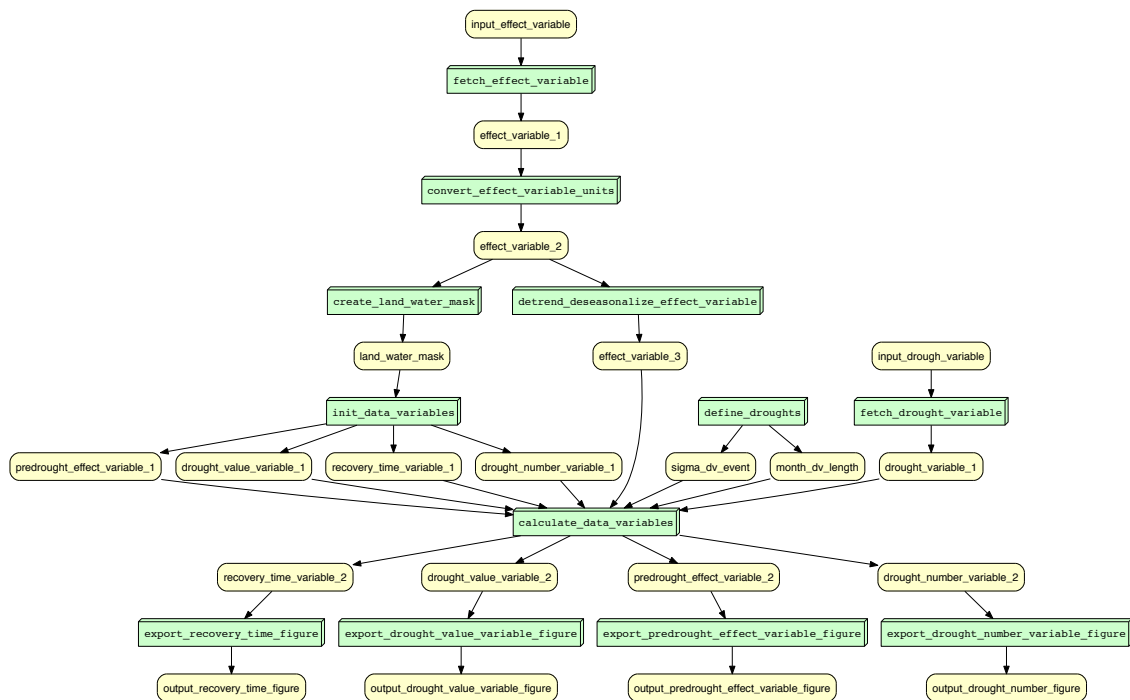 input_effect_variable
fetch_effect_variable
effect_variable_1
convert_effect_variable_units
effect_variable_2
create_land_water_mask
detrend_deseasonalize_effect_variable
land_water_mask
effect_variable_3
input_drough_variable
init_data_variables
define_droughts
fetch_drought_variable
predrought_effect_variable_1
drought_value_variable_1
recovery_time_variable_1
drought_number_variable_1
sigma_dv_event
month_dv_length
drought_variable_1
calculate_data_variables
recovery_time_variable_2
drought_value_variable_2
predrought_effect_variable_2
drought_number_variable_2
export_recovery_time_figure
export_drought_value_variable_figure
export_predrought_effect_variable_figure
export_drought_number_variable_figure
output_recovery_time_figure
output_drought_value_variable_figure
output_predrought_effect_variable_figure
output_drought_number_figure